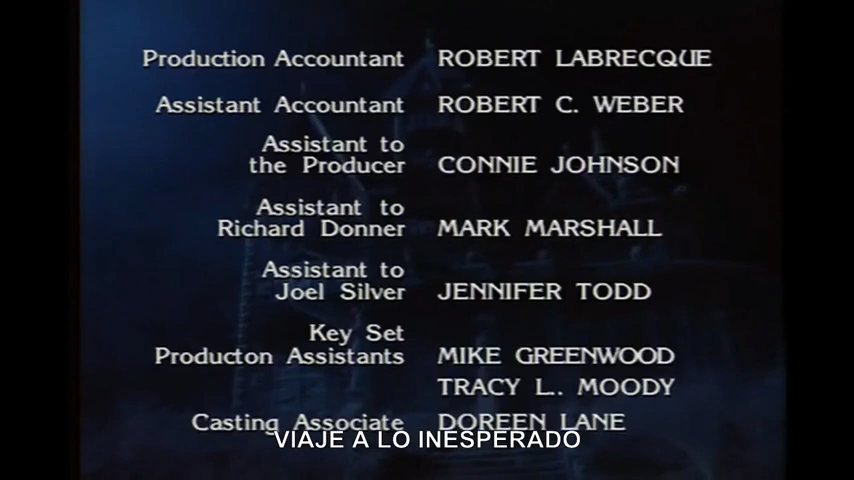 Production Accountant ROBERT LABRECQUE
Assistant Accountant ROBERT C. WEBER
Assistant to
the Producer CONNIE JOHNSON
Assistant to
Richard Donner MARK MARSHALL
Assistant to
Joel Silver JENNIFER TODD
Key Set
Producton Assistants MIKE GREENWOOD
TRACY L.. MOODY
Casting Associate DOREEN LANE
VIAJE A LO INESPERADO